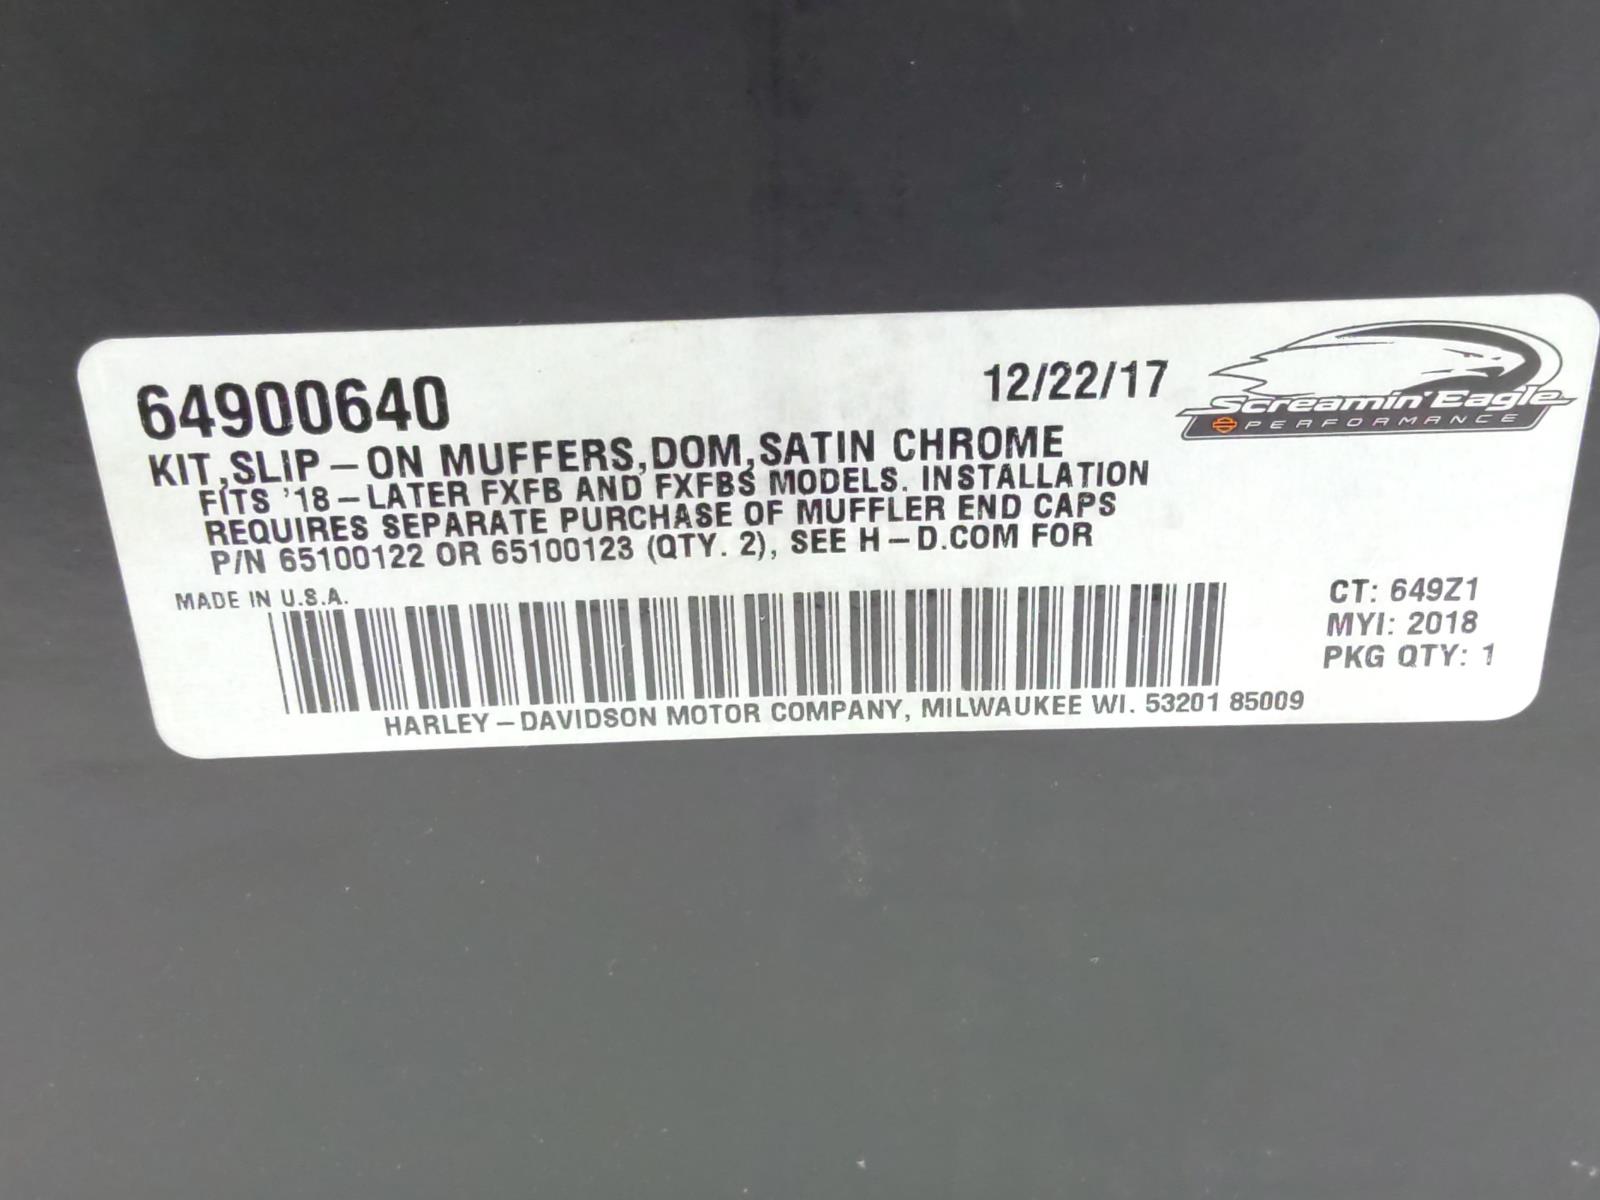 64900640
12/22/17
Screamin' Eagle
PERFORMANCE
KIT,SLIP-ON MUFFERS,DOM,SATIN CHROME
FITS '18-LATER FXFB AND FXFBS MODELS. INSTALLATION
REQUIRES SEPARATE PURCHASE OF MUFFLER END CAPS
P/N 65100122 OR 65100123 (QTY. 2), SEE H-D.COM FOR
MADE IN U.S.A.
CT: 649Z1
MYI: 2018
PKG QTY: 1
HARLEY-DAVIDSON MOTOR COMPANY, MILWAUKEE WI. 53201 85009